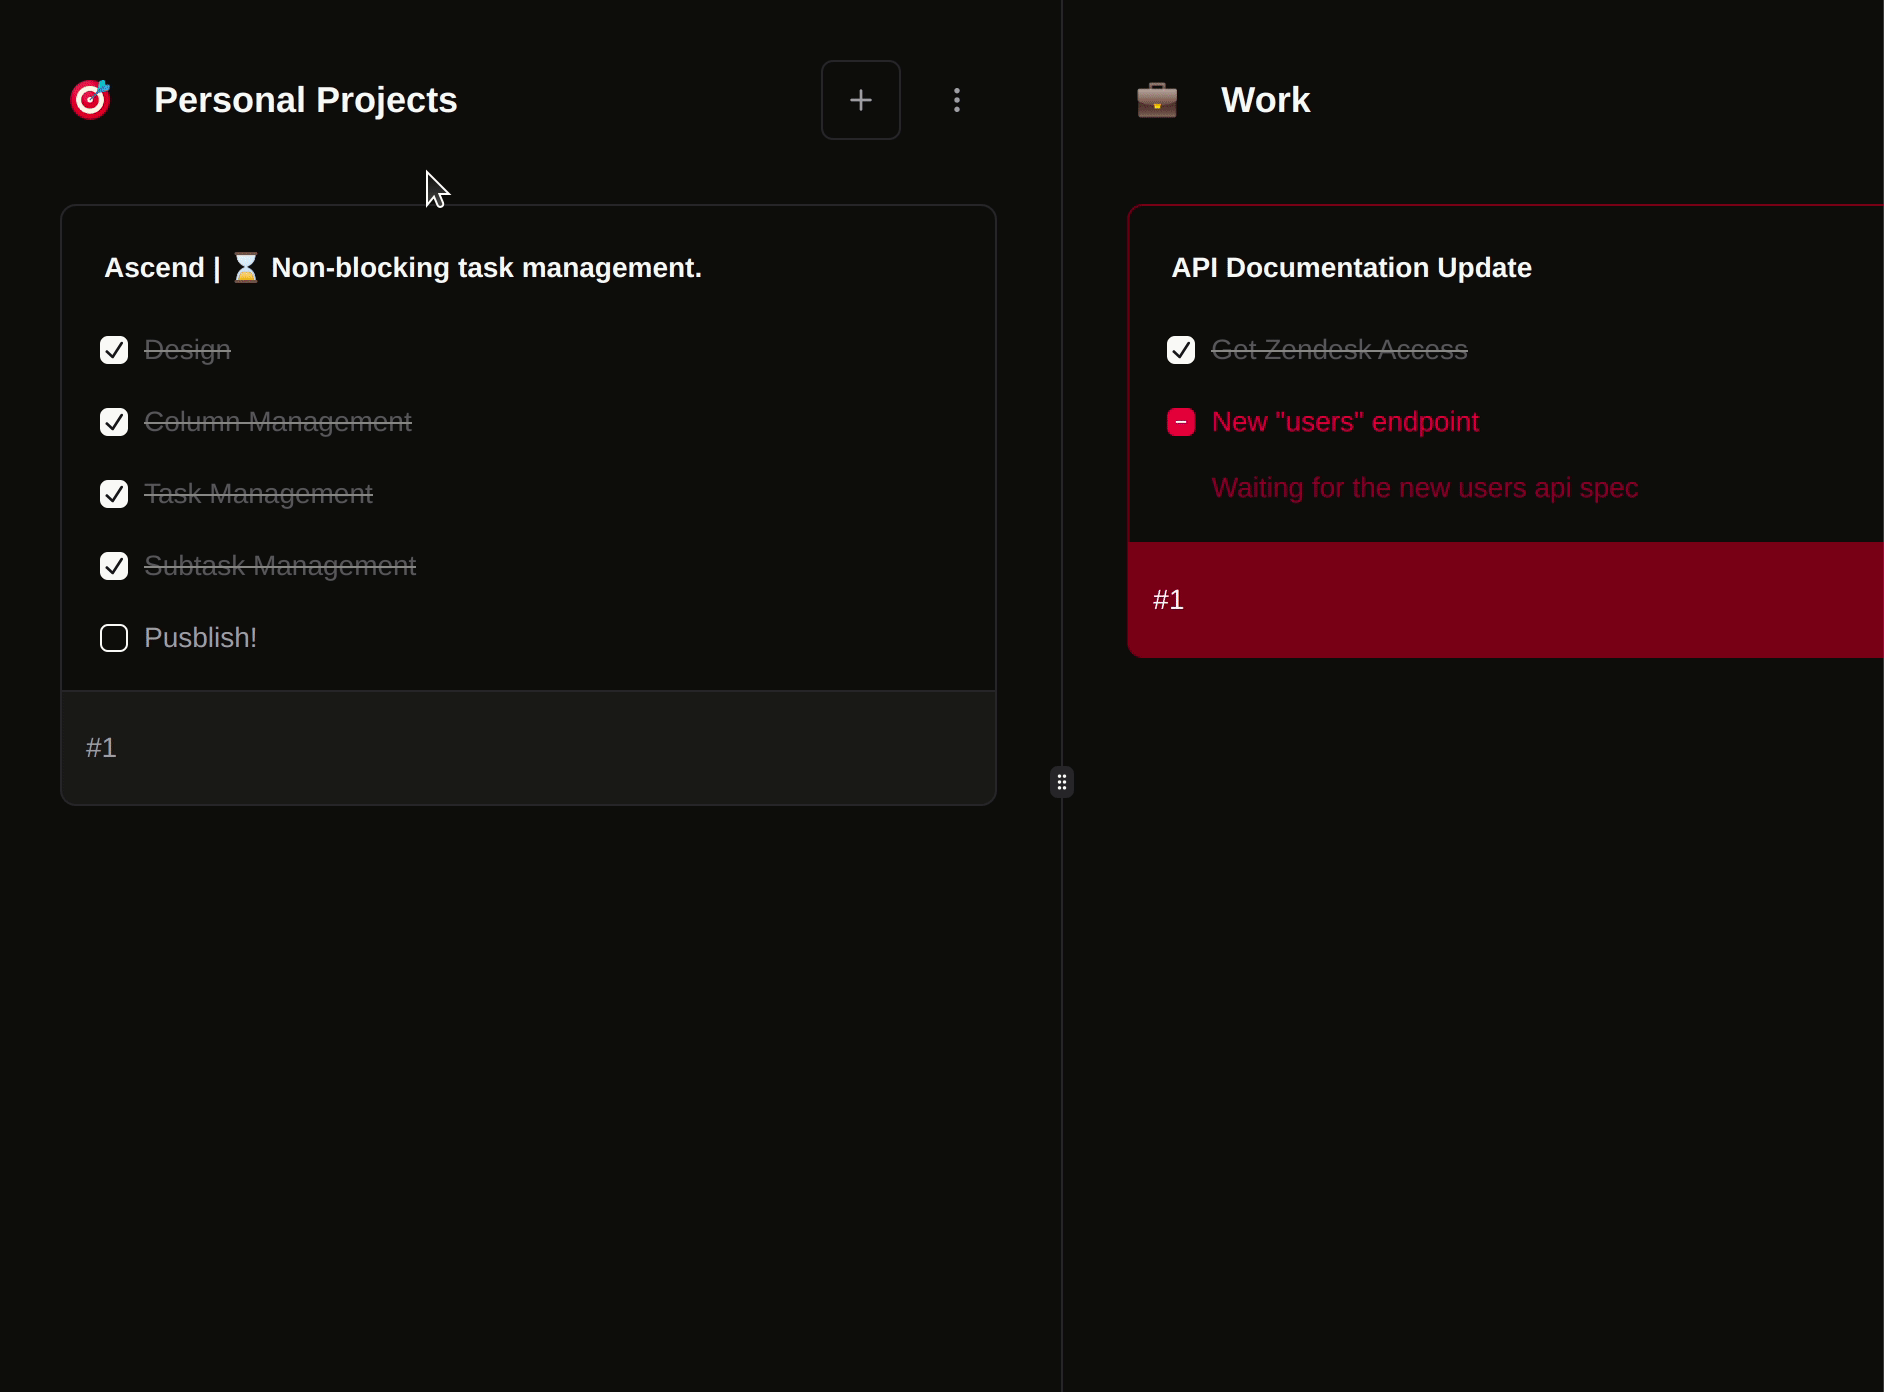 🎯 Personal Projects
Ascend | ⌛ Non-blocking task management.
Design
Column Management
Task Management
Subtask Management
Pusblish!
#1
💼 Work
API Documentation Update
Get Zendesk Access
New "users" endpoint
Waiting for the new users api spec
#1